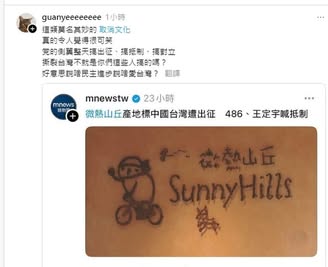 guanyeeeeeeee 1小時
這類莫名其妙的 取消文化
真的令人覺得很可笑
党的側翼整天搞出征、搞抵制、搞對立
撕裂台灣不就是你們這些人搞的嗎？
好意思說啥民主進步說啥愛台灣？ 翻譯
mnewstw 23小時
微熱山丘產地標中國台灣遭出征 486、王定宇喊抵制
微熱山丘
SunnyHills